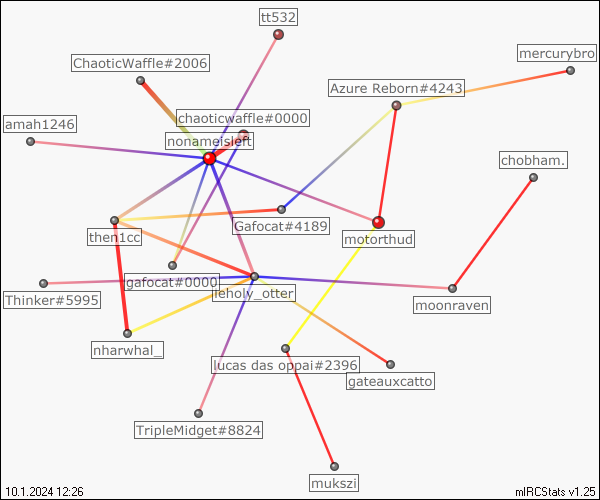 tt532
mercurybro
ChaoticWaffle#2006
Azure Reborn#4243
chaoticwaffle#0000
amah1246
nonameisleft
chobham.
Gafocat#4189
then1cc
motorthud
gafocat#0000
leholy_otter
Thinker#5995
moonraven
nharwhal_
lucas das oppai#2396
gateauxcatto
TripleMidget#8824
mukszi
10.1.2024 12:26
mIRCStats v1.25